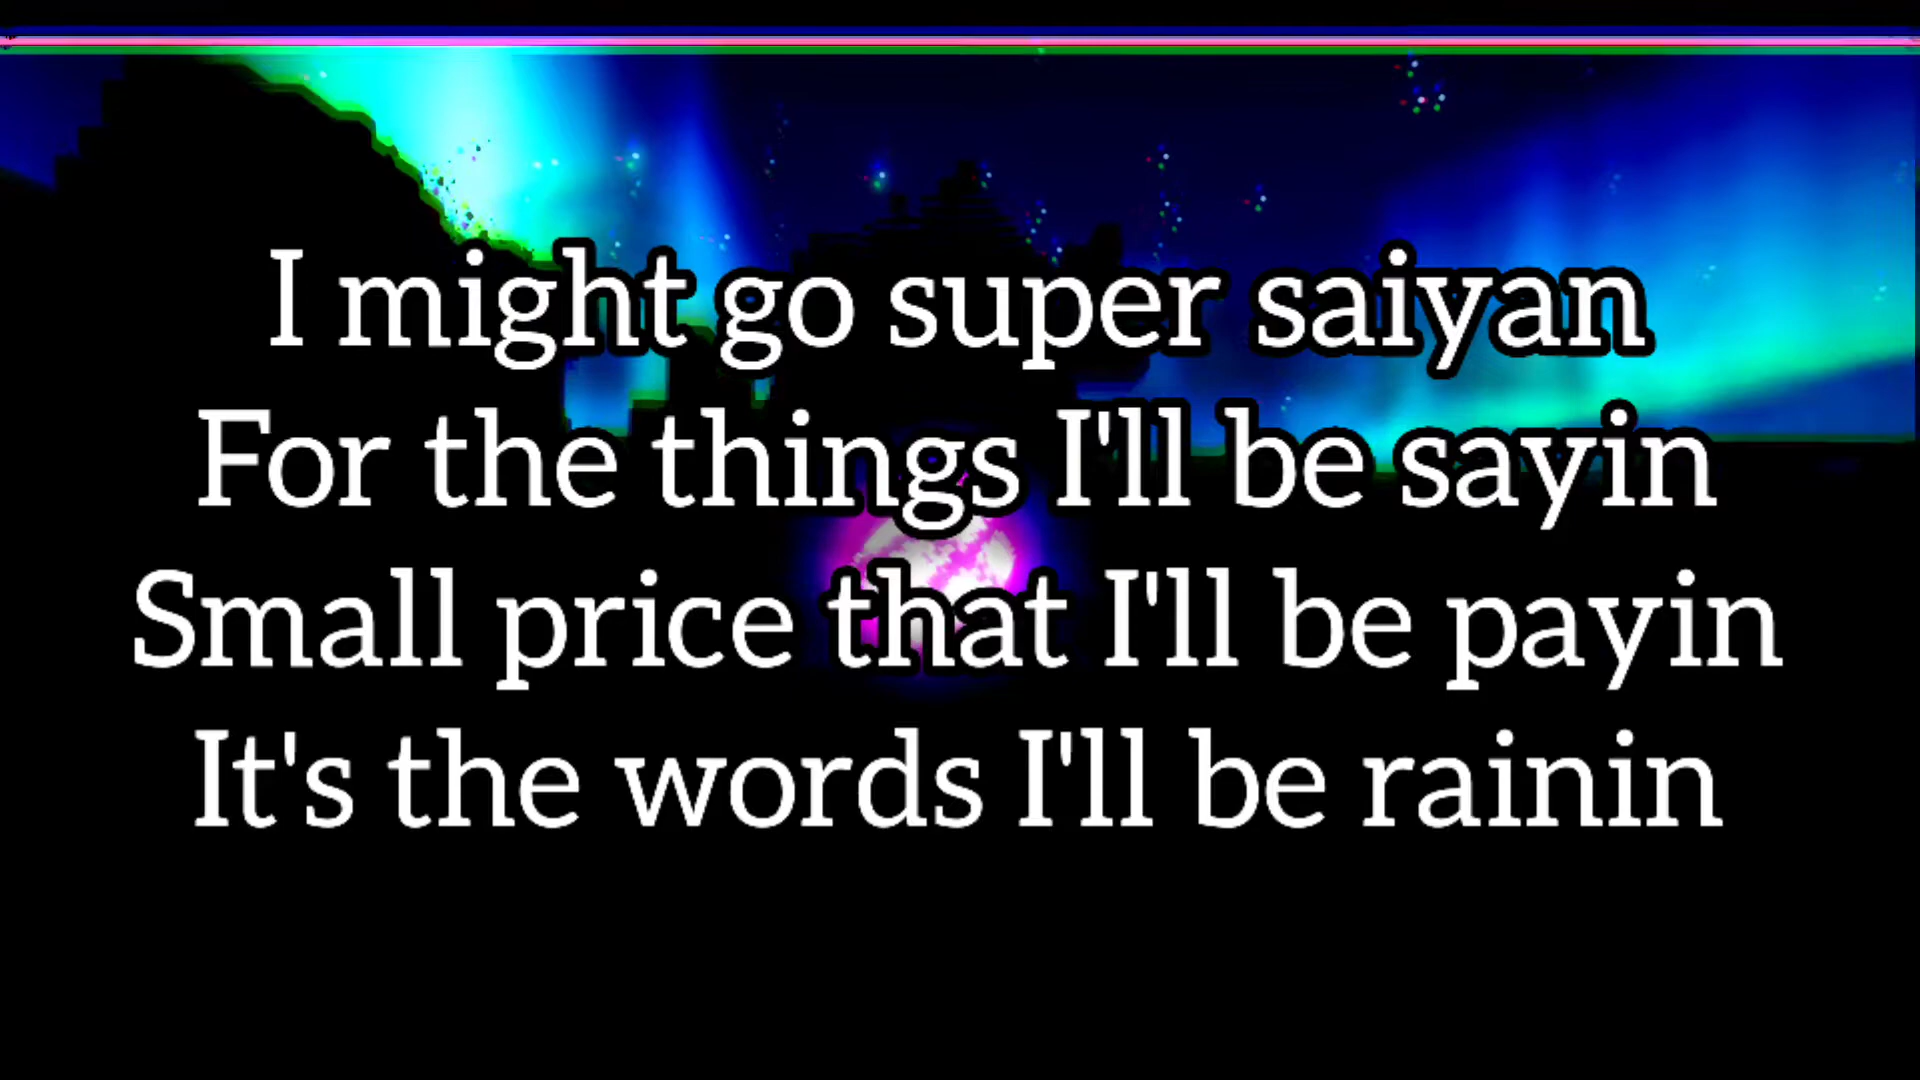 I might go super saiyan
For the things I'll be sayin
Small price that I'll be payin
It's the words I'll be rainin